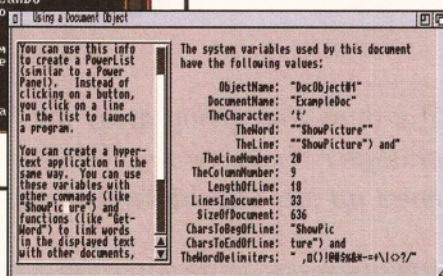 Using a Document Object
You can use this info
to create a PowerList
(similar to a Power
Panel). Instead of
clicking on a button,
you click on a line
in the list to launch
a program.
You can create a hyper-
text application in the
same way. You can use
these variables with
other commands (like
"ShowPic ure") and
functions (like "Get-
Word") to link words
in the displayed text
with other documents,
The system variables used by this document
have the following values:
ObjectName: "DocObject#1"
DocumentName: "ExampleDoc"
TheCharacter: 't'
TheWord: ""ShowPicture""
TheLine: ""ShowPicture") and"
TheLineNumber: 20
TheColumnNumber: 9
LengthOfLine: 18
LinesInDocument: 33
SizeOfDocument: 636
CharsToBegOfLine: "ShowPic
CharsToEndOfLine: ture") and
TheWordDelimiters: